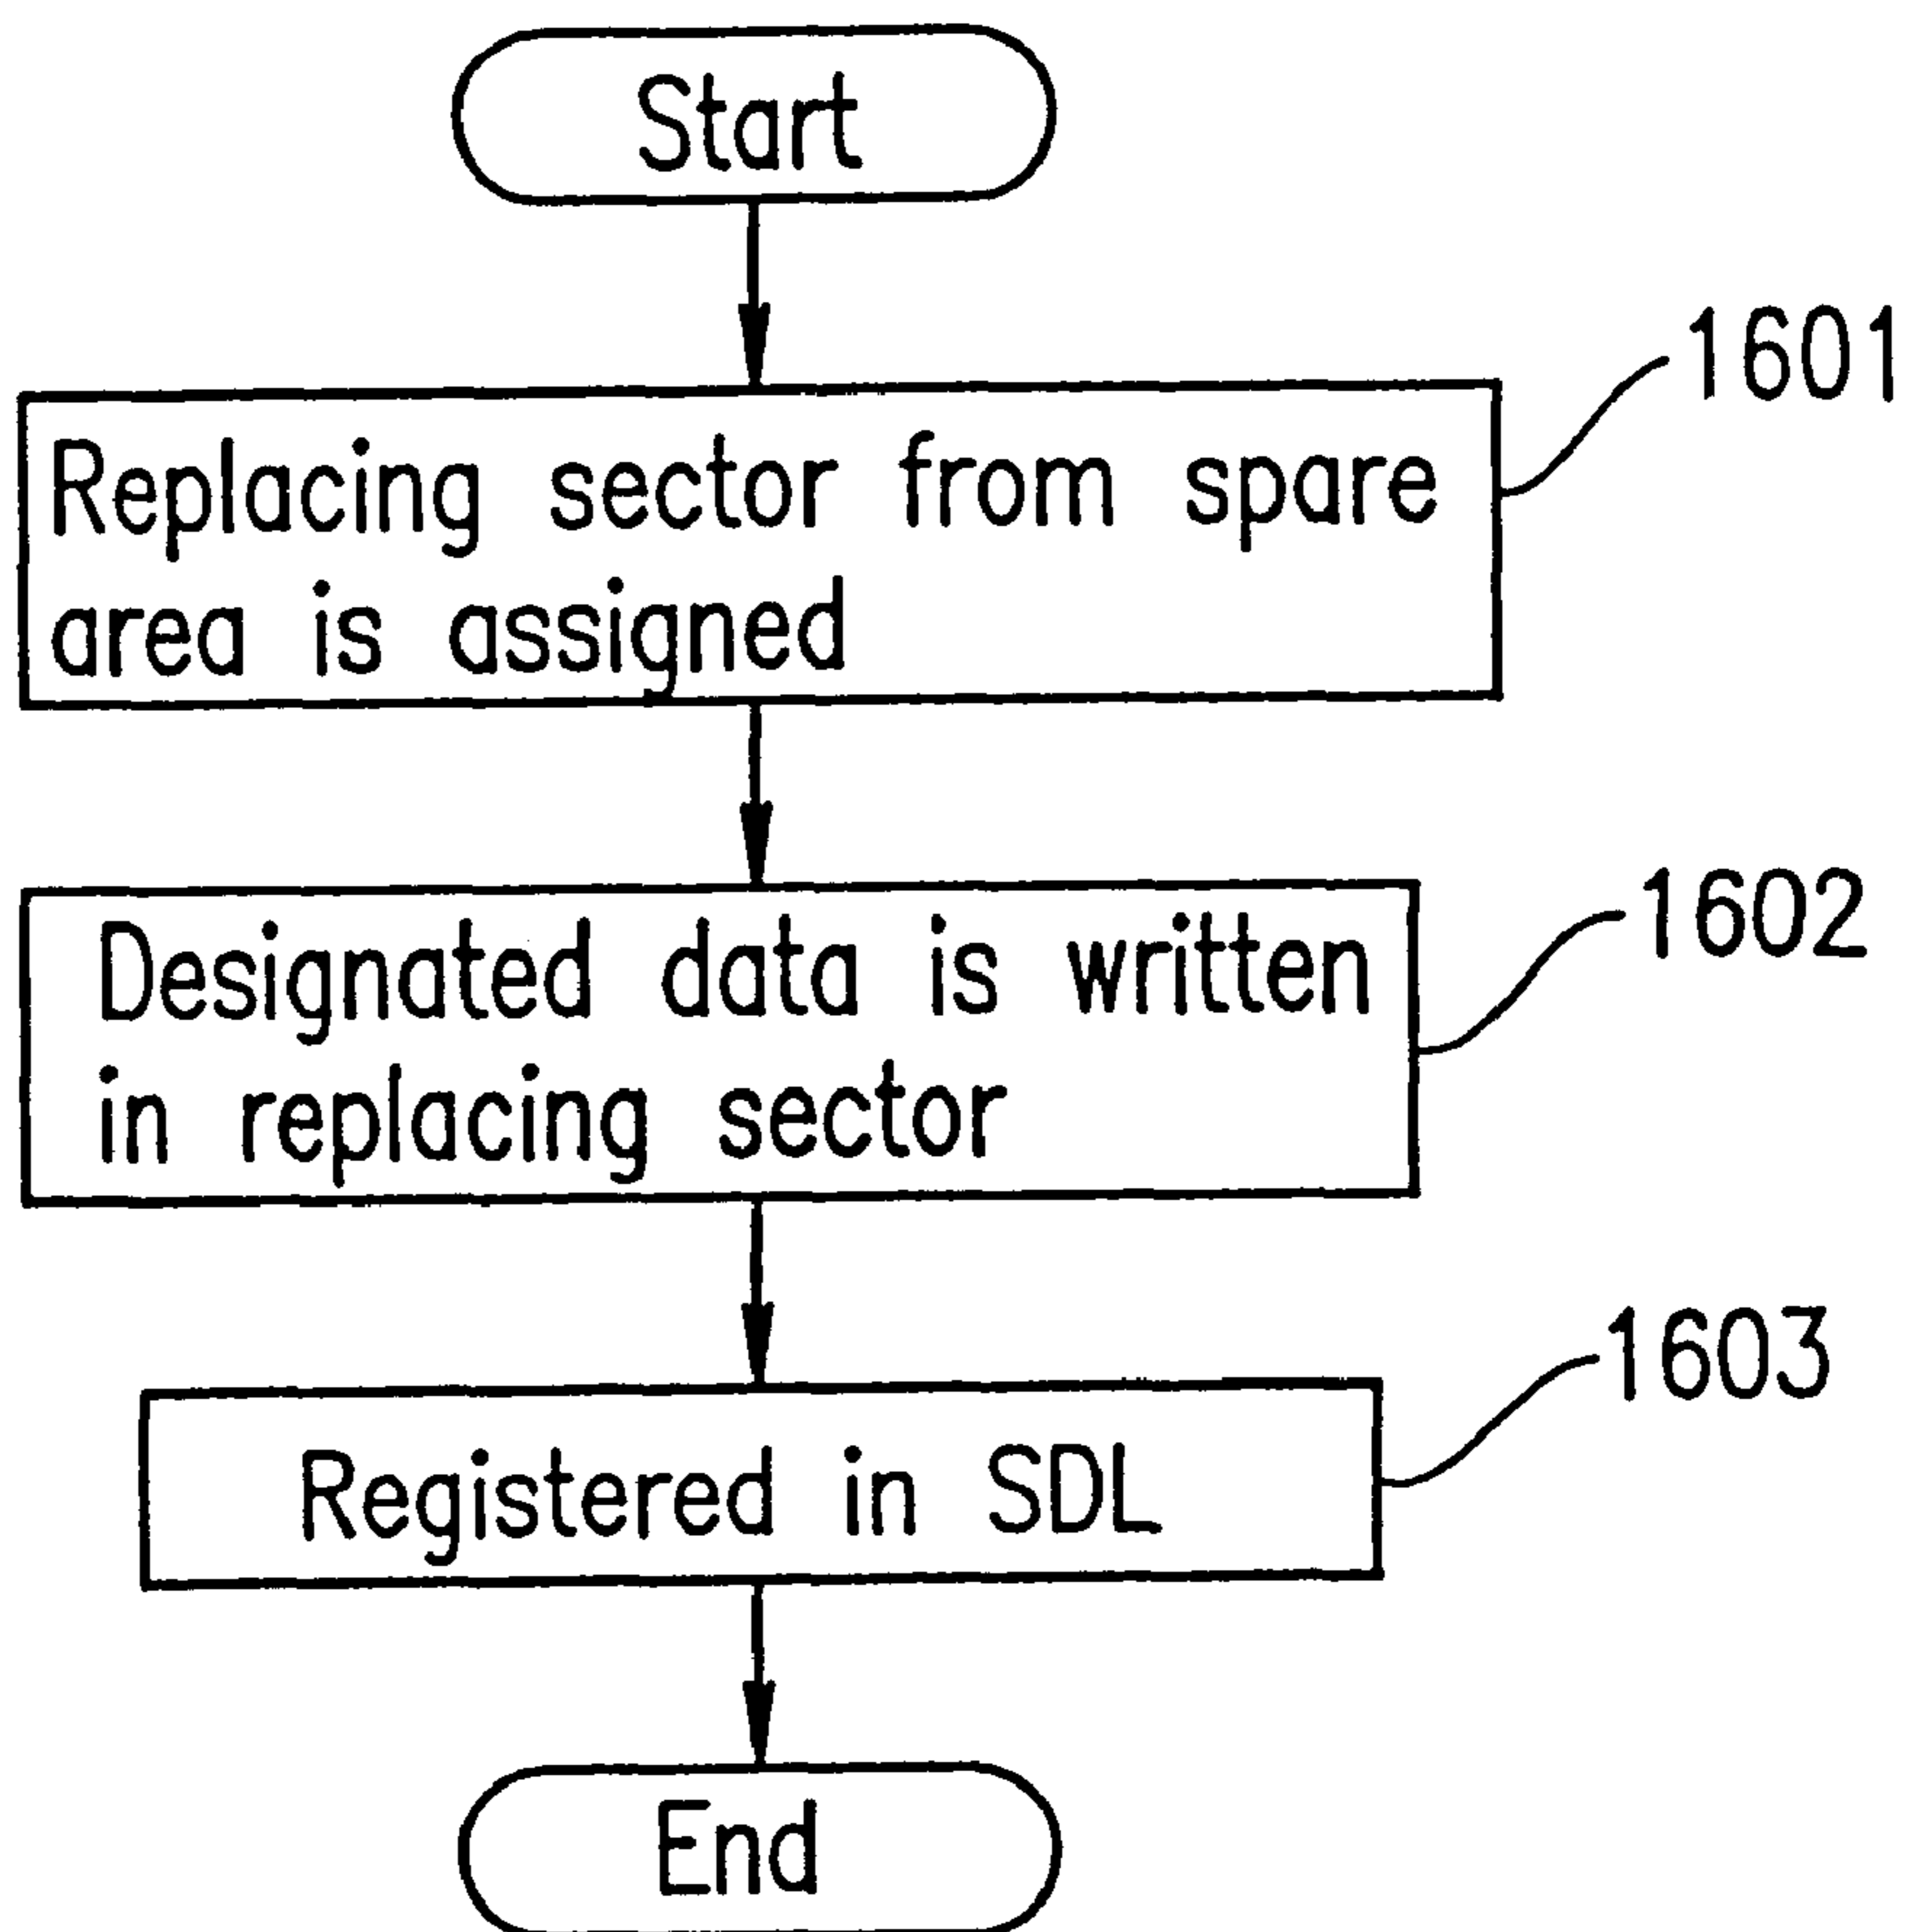 Start
1601
Replacing sector from spare
area is assigned
1602
Designated data is written
in replacing sector
1603
Registered in SDL
End